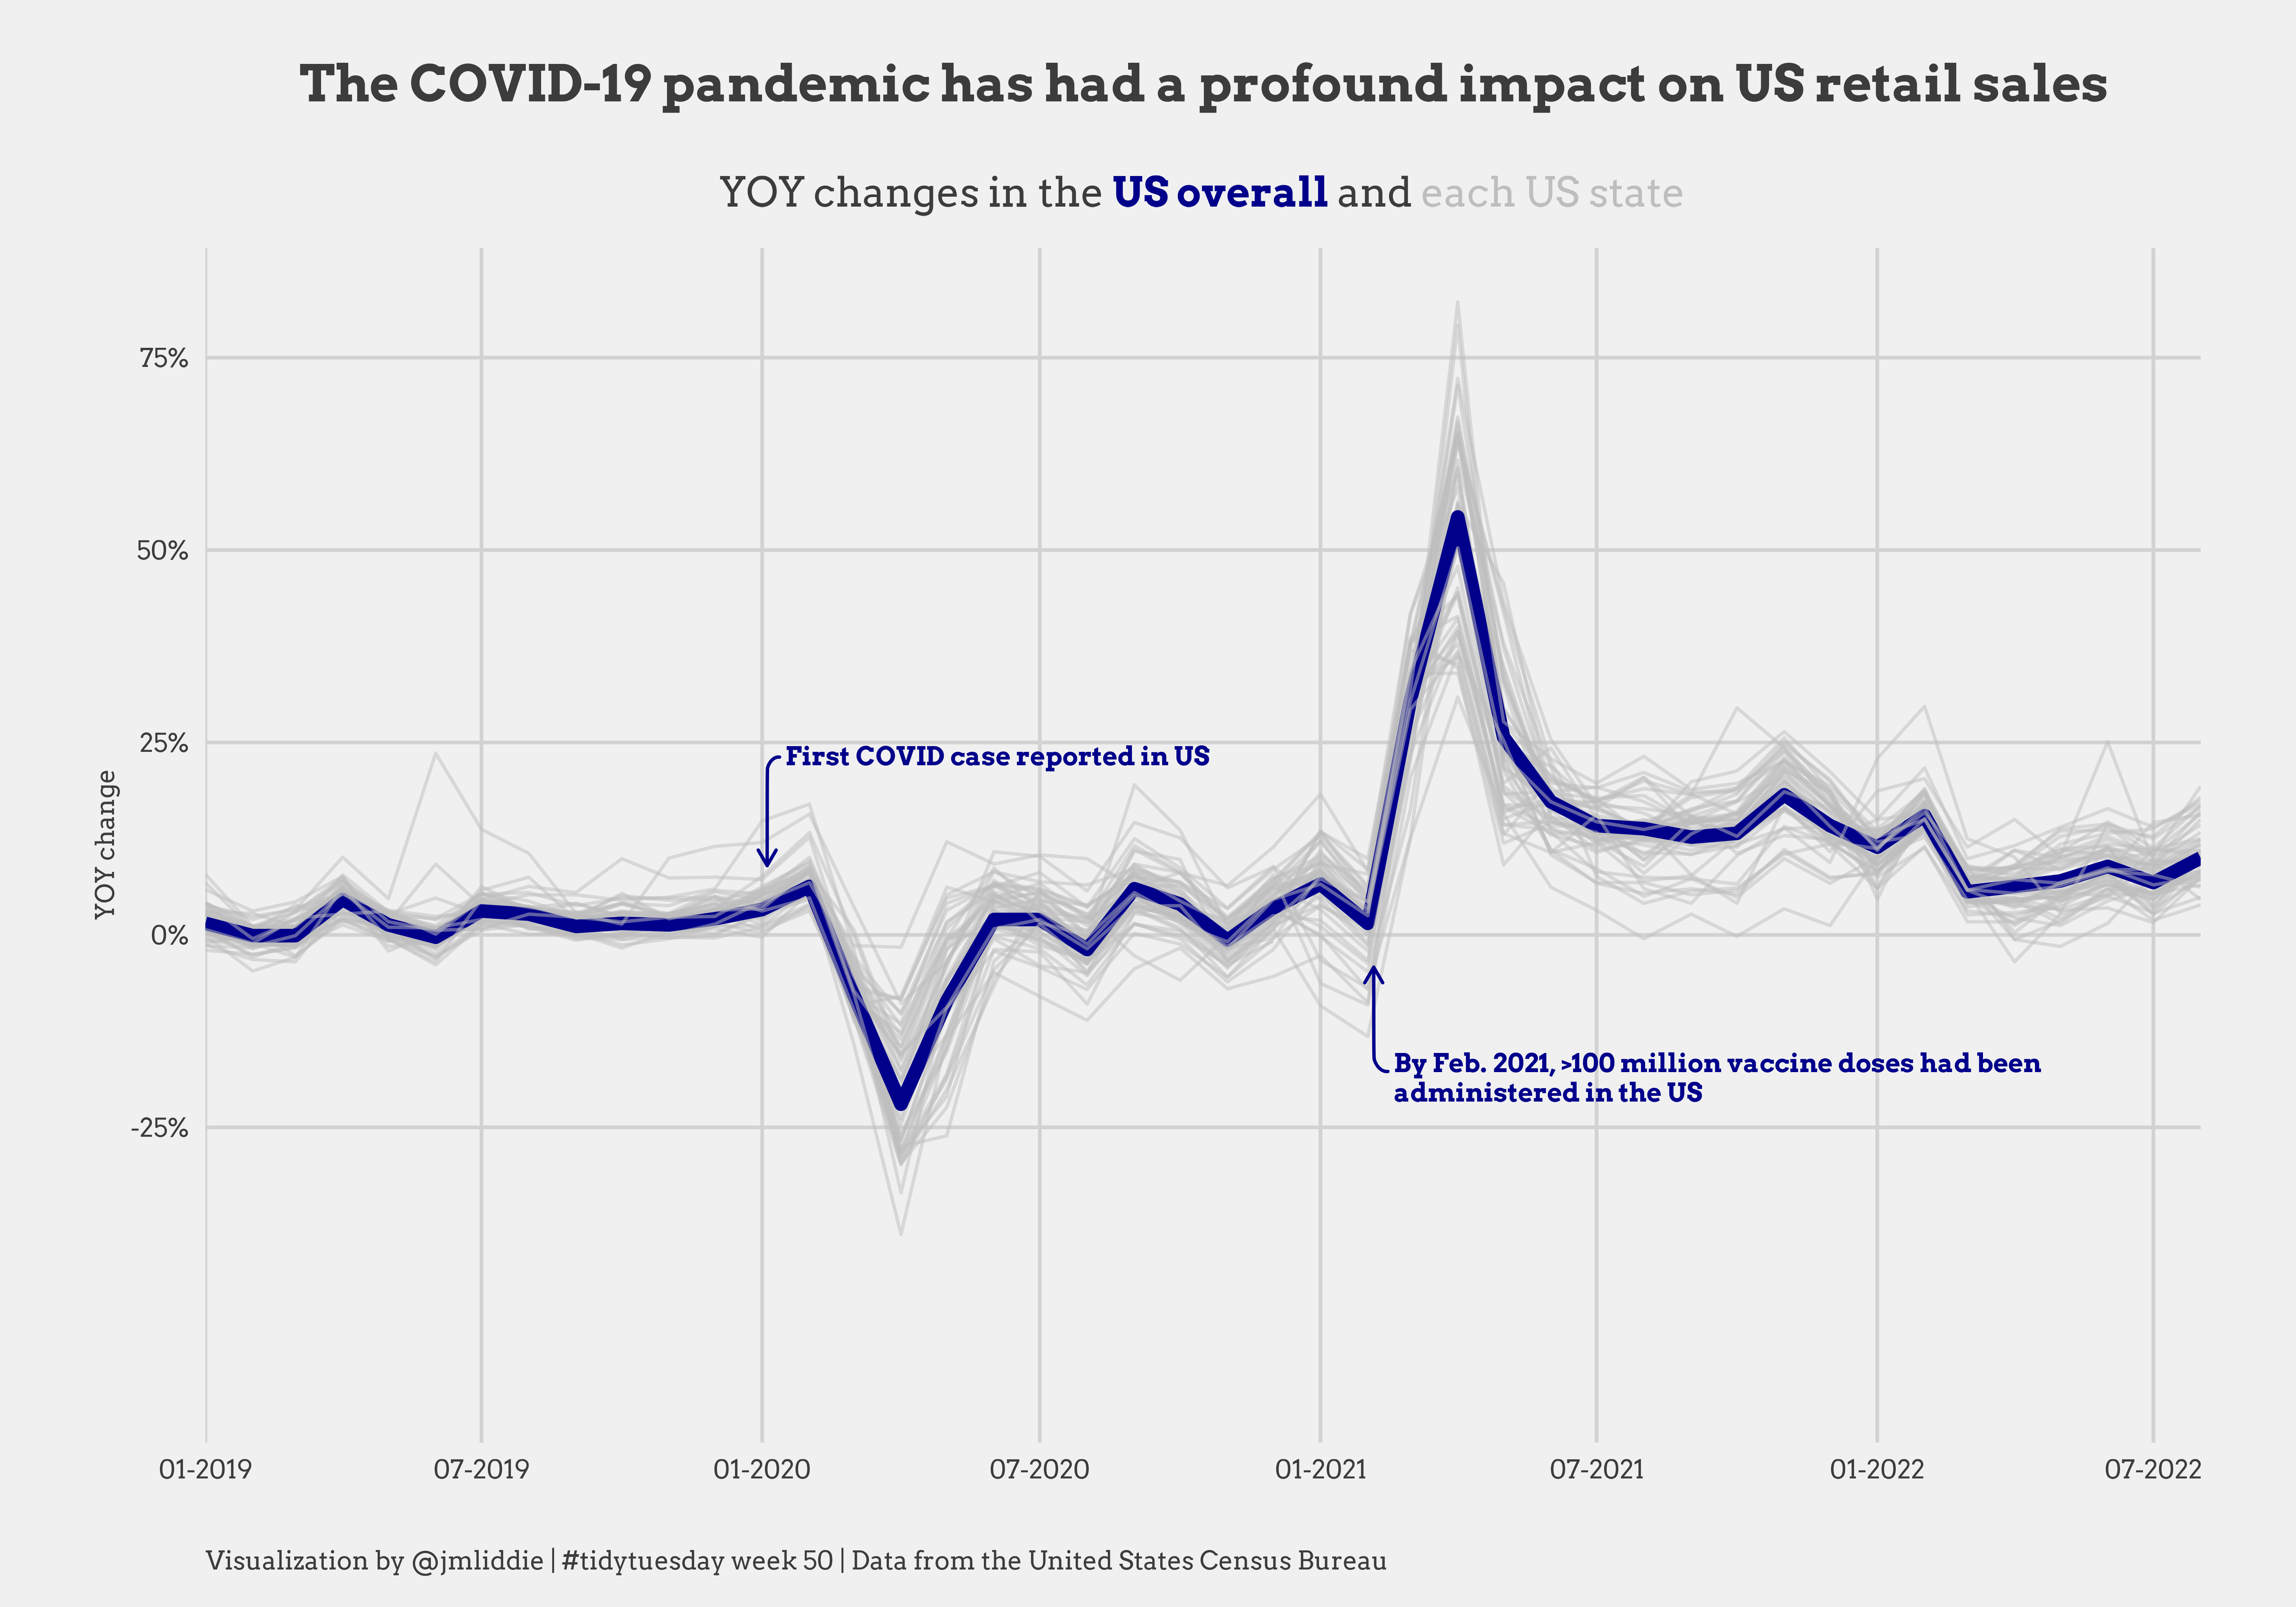 The COVID-19 pandemic has had a profound impact on US retail sales
YOY changes in the US overall and each US state
75%
50%
25%
0%
-25%
YOY change
First COVID case reported in US
By Feb. 2021, >100 million vaccine doses had been
administered in the US
01-2019
07-2019
01-2020
07-2020
01-2021
07-2021
01-2022
07-2022
Visualization by @jmliddie | #tidytuesday week 50 | Data from the United States Census Bureau